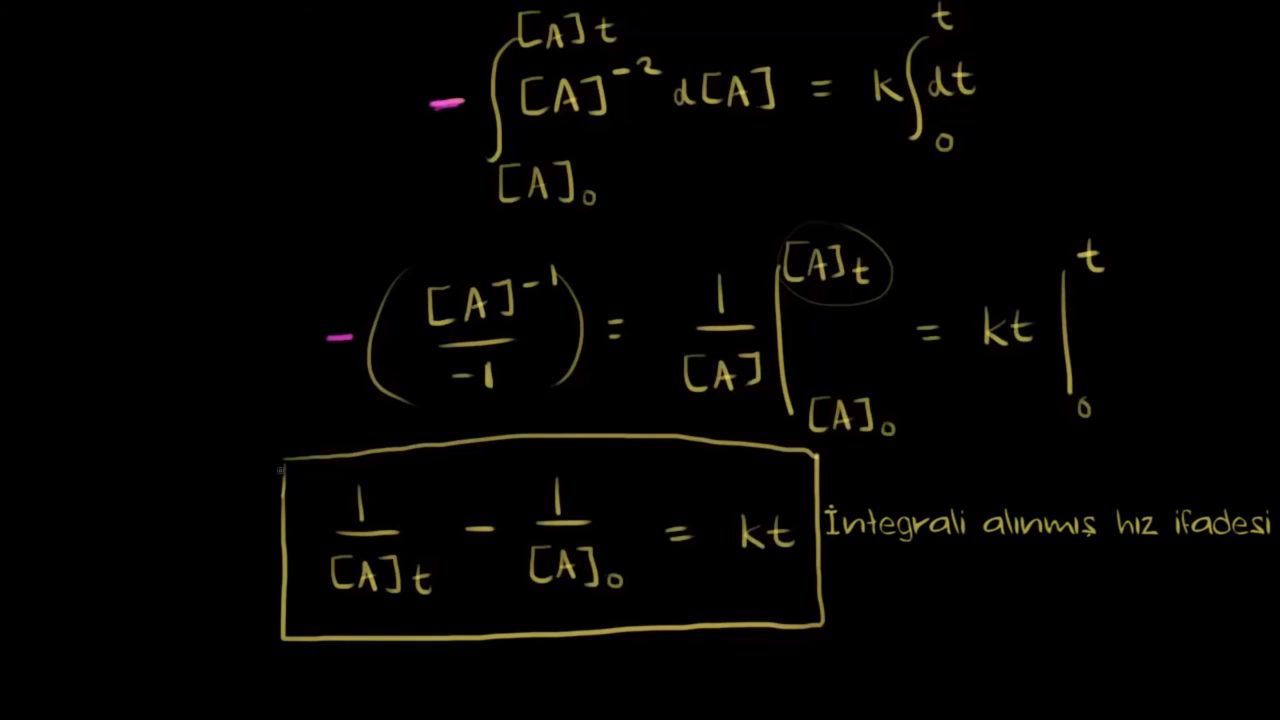 - ∫_{[A]₀}^{[A]t} [A]⁻² d[A] = k ∫₀^t dt
- ([A]⁻¹ / -1) = 1/[A] |_{[A]₀}^{[A]t} = kt |₀^t
1/[A]t - 1/[A]₀ = kt İntegrali alınmış hız ifadesi